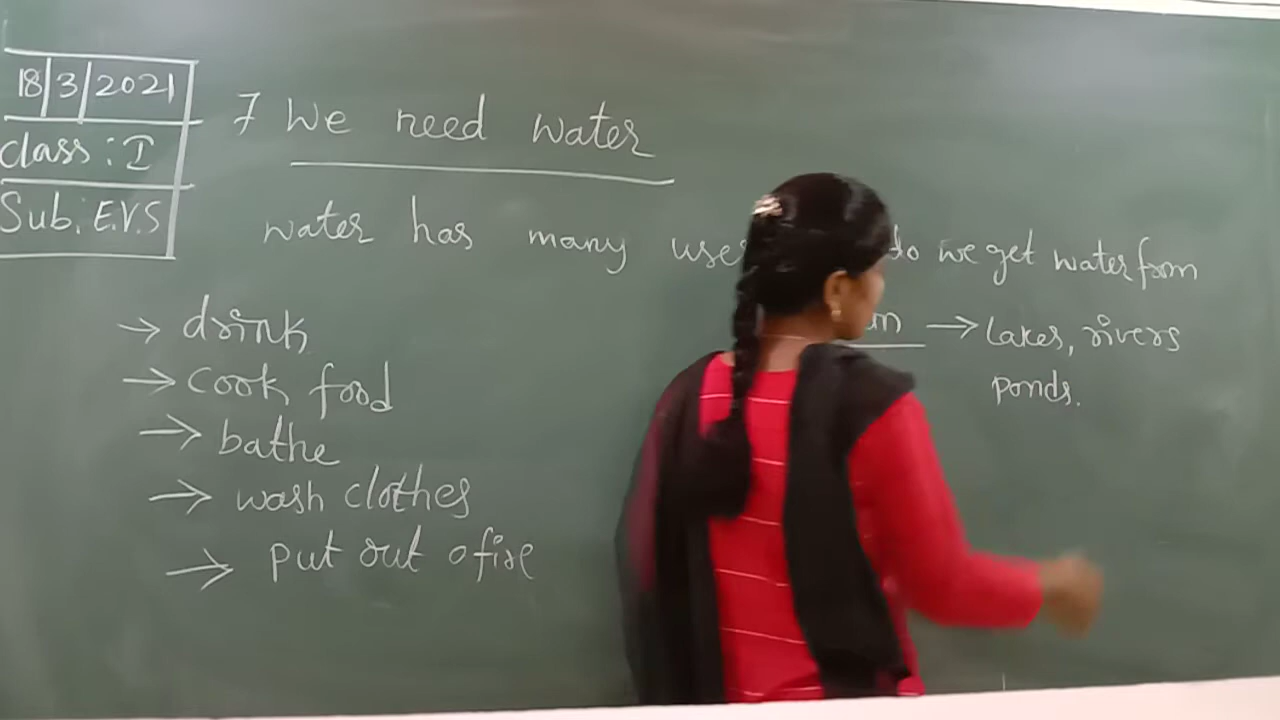 18/3/2021
class: I
Sub: E.V.S
7 We need water
water has many uses
→ drink
→ cook food
→ bathe
→ wash clothes
→ put out a fire
do we get water from
→ lakes, rivers
ponds.